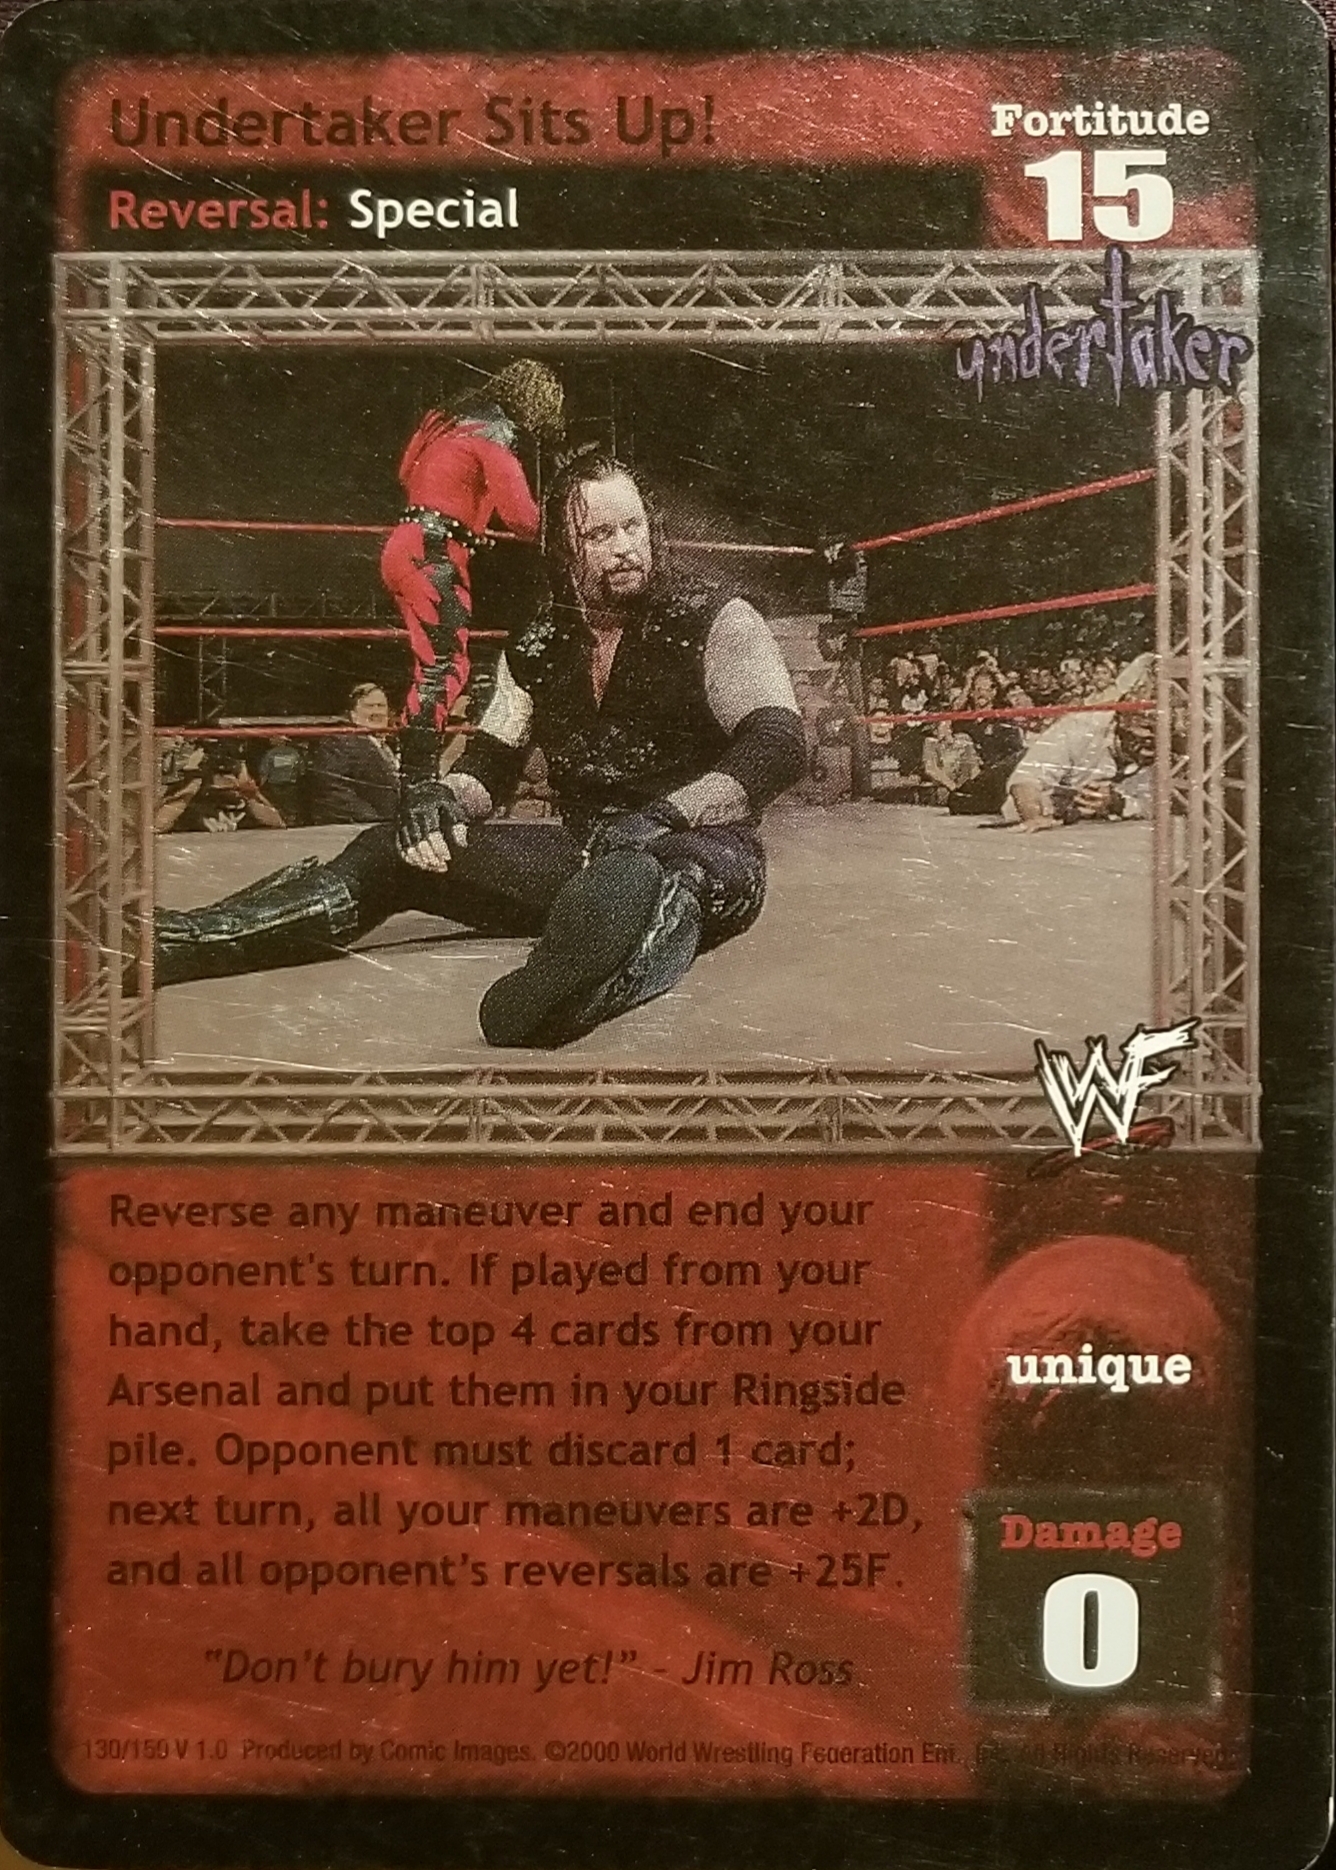 Undertaker Sits Up!
Fortitude
15
Reversal: Special
undertaker
WF
Reverse any maneuver and end your
opponent's turn. If played from your
hand, take the top 4 cards from your
Arsenal and put them in your Ringside
pile. Opponent must discard 1 card;
next turn, all your maneuvers are +2D,
and all opponent's reversals are +25F.
unique
Damage
0
"Don't bury him yet!" - Jim Ross
130/150 V 1.0 Produced by Comic Images. ©2000 World Wrestling Federation Ent., Inc. All Rights Reserved.